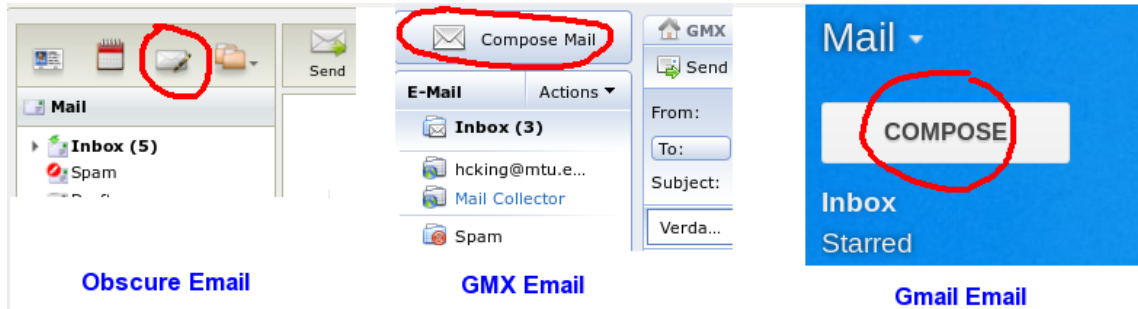 Send
Mail
Inbox (5)
Spam
Obscure Email
Compose Mail
E-Mail
Actions
Inbox (3)
hcking@mtu.e...
Mail Collector
Spam
GMX
Send
From:
To:
Subject:
Verda...
GMX Email
Mail
COMPOSE
Inbox
Starred
Gmail Email